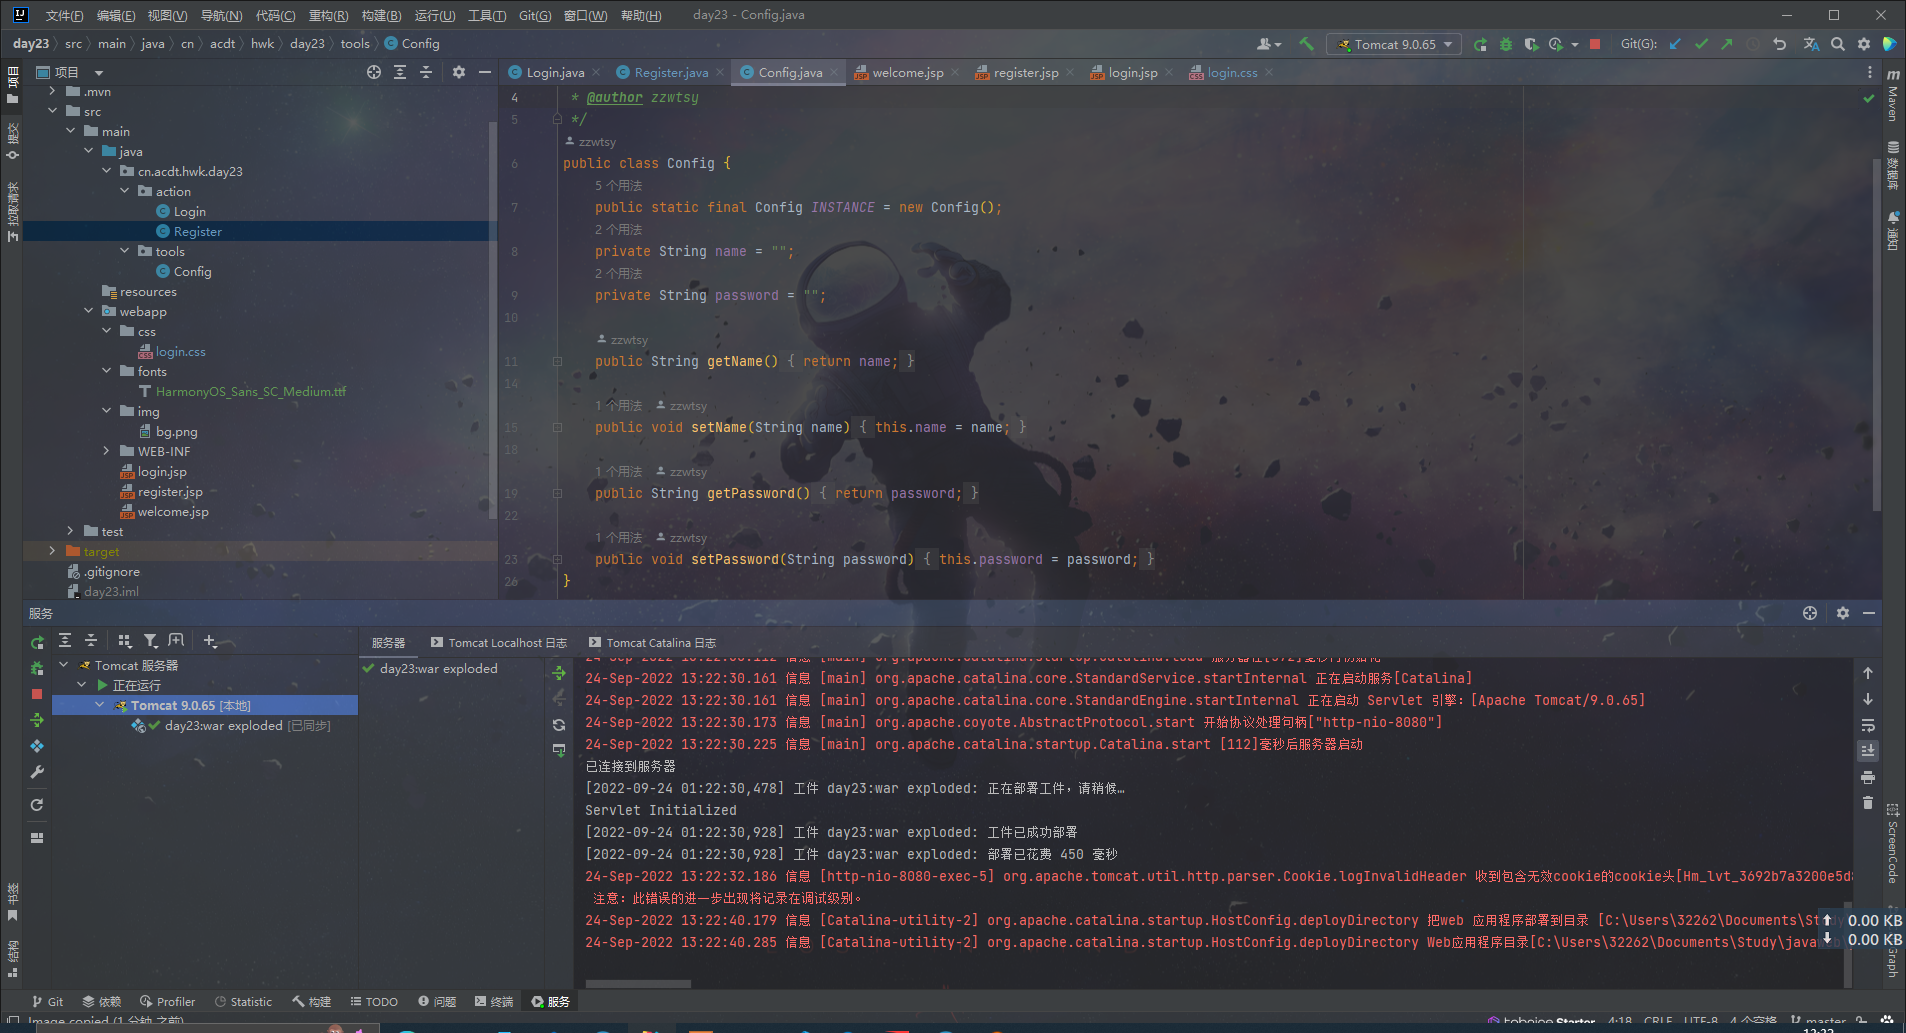 文件(F) 编辑(E) 视图(V) 导航(N) 代码(C) 重构(R) 构建(B) 运行(U) 工具(T) Git(G) 窗口(W) 帮助(H) day23 - Config.java
day23 src main java cn acdt hwk day23 tools Config
Tomcat 9.0.65
Git(G):
项目
项目
提交
拉取请求
.mvn
src
main
java
cn.acdt.hwk.day23
action
Login
Register
tools
Config
resources
webapp
css
login.css
fonts
HarmonyOS_Sans_SC_Medium.ttf
img
bg.png
WEB-INF
login.jsp
register.jsp
welcome.jsp
test
target
.gitignore
day23.iml
Login.java Register.java Config.java welcome.jsp register.jsp login.jsp login.css
4 * @author zzwtsy
5 */
zzwtsy
6 public class Config {
5 个用法
7 public static final Config INSTANCE = new Config();
2 个用法
8 private String name = "";
2 个用法
9 private String password = "";
10
zzwtsy
11 public String getName() { return name; }
14
1 个用法 zzwtsy
15 public void setName(String name) { this.name = name; }
18
1 个用法 zzwtsy
19 public String getPassword() { return password; }
22
1 个用法 zzwtsy
23 public void setPassword(String password) { this.password = password; }
26 }
Maven
数据库
通知
服务
Tomcat 服务器
正在运行
Tomcat 9.0.65 [本地]
day23:war exploded [已同步]
服务器 Tomcat Localhost 日志 Tomcat Catalina 日志
day23:war exploded
24-Sep-2022 13:22:30.161 信息 [main] org.apache.catalina.core.StandardService.startInternal 正在启动服务[Catalina]
24-Sep-2022 13:22:30.161 信息 [main] org.apache.catalina.core.StandardEngine.startInternal 正在启动 Servlet 引擎：[Apache Tomcat/9.0.65]
24-Sep-2022 13:22:30.173 信息 [main] org.apache.coyote.AbstractProtocol.start 开始协议处理句柄["http-nio-8080"]
24-Sep-2022 13:22:30.225 信息 [main] org.apache.catalina.startup.Catalina.start [112]毫秒后服务器启动
已连接到服务器
[2022-09-24 01:22:30,478] 工件 day23:war exploded: 正在部署工件，请稍候…
Servlet Initialized
[2022-09-24 01:22:30,928] 工件 day23:war exploded: 工件已成功部署
[2022-09-24 01:22:30,928] 工件 day23:war exploded: 部署已花费 450 毫秒
24-Sep-2022 13:22:32.186 信息 [http-nio-8080-exec-5] org.apache.tomcat.util.http.parser.Cookie.logInvalidHeader 收到包含无效cookie的cookie头[Hm_lvt_3692b7a3200e5d
注意：此错误的进一步出现将记录在调试级别。
24-Sep-2022 13:22:40.179 信息 [Catalina-utility-2] org.apache.catalina.startup.HostConfig.deployDirectory 把web 应用程序部署到目录 [C:\Users\32262\Documents\St
24-Sep-2022 13:22:40.285 信息 [Catalina-utility-2] org.apache.catalina.startup.HostConfig.deployDirectory Web应用程序目录[C:\Users\32262\Documents\Study\java
0.00 KB
0.00 KB
ScreenCode
书签
结构
Git 依赖 Profiler Statistic 构建 TODO 问题 终端 服务
Image copied (1 分钟 之前)
tabnine Starter 4:18 CRLF UTF-8 4 个空格 master